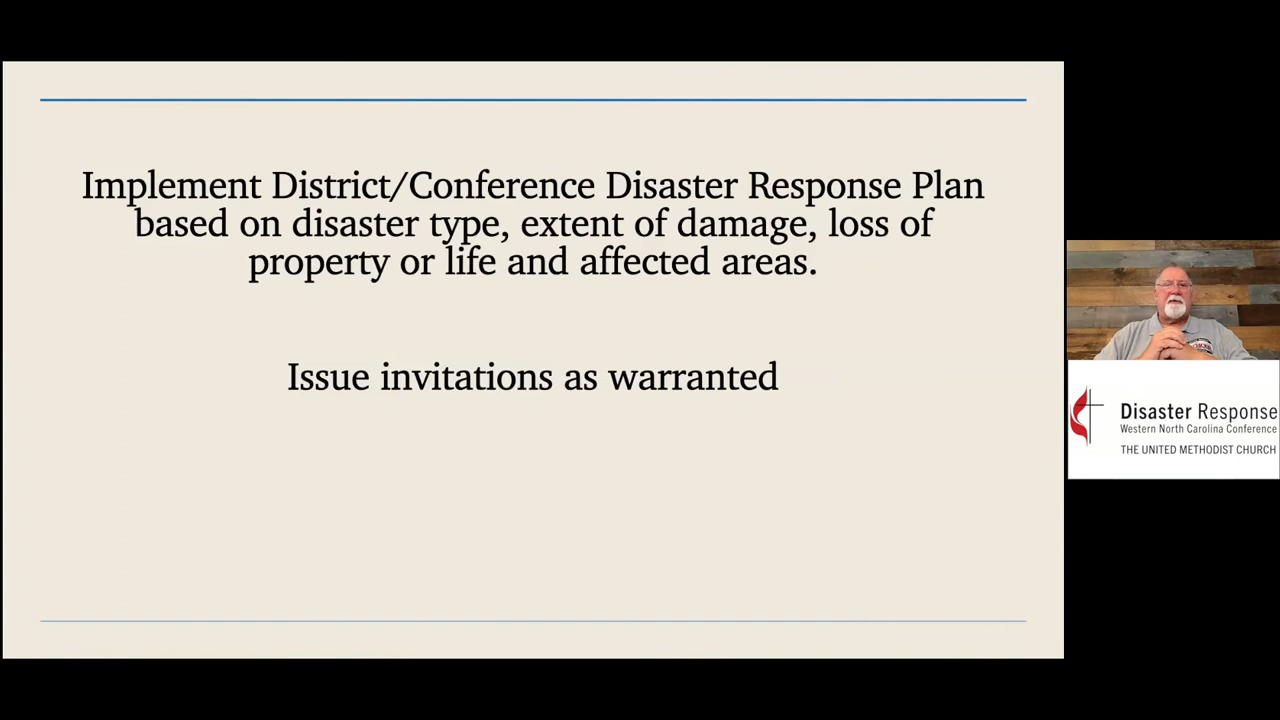 Implement District/Conference Disaster Response Plan
based on disaster type, extent of damage, loss of
property or life and affected areas.
Issue invitations as warranted
Disaster Response
Western North Carolina Conference
THE UNITED METHODIST CHURCH